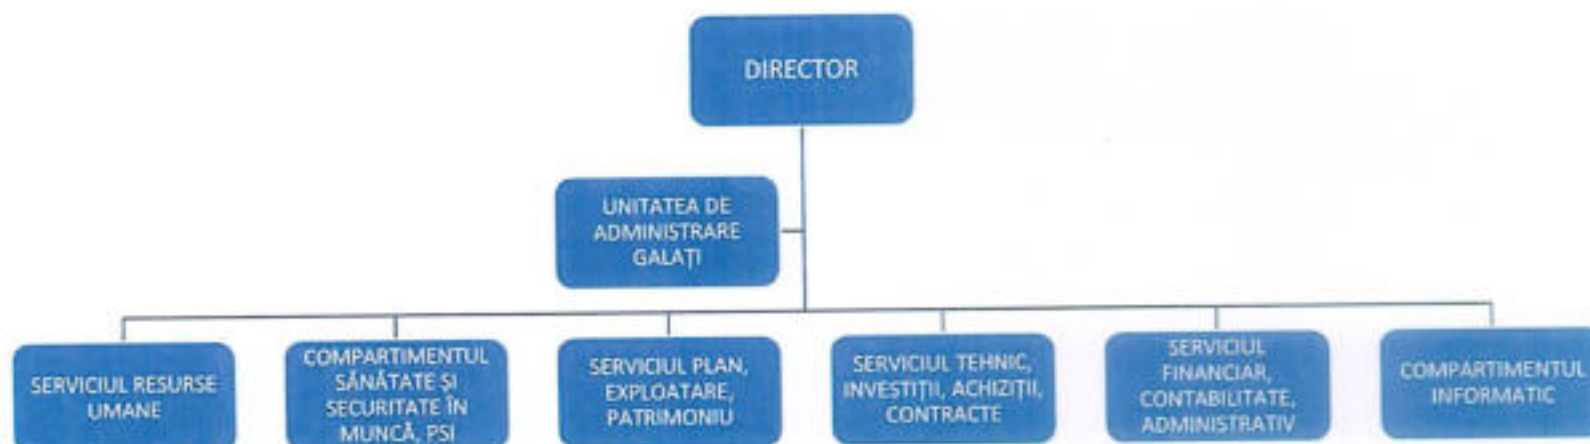 DIRECTOR
UNITATEA DE
ADMINISTRARE
GALAȚI
SERVICIUL RESURSE
UMANE
COMPARTIMENTUL
SĂNĂTATE ȘI
SECURITATE ÎN
MUNCĂ, PSI
SERVICIUL PLAN,
EXPLOATARE,
PATRIMONIU
SERVICIUL TEHNIC,
INVESTIȚII, ACHIZIȚII,
CONTRACTE
SERVICIUL
FINANCIAR,
CONTABILITATE,
ADMINISTRATIV
COMPARTIMENTUL
INFORMATIC